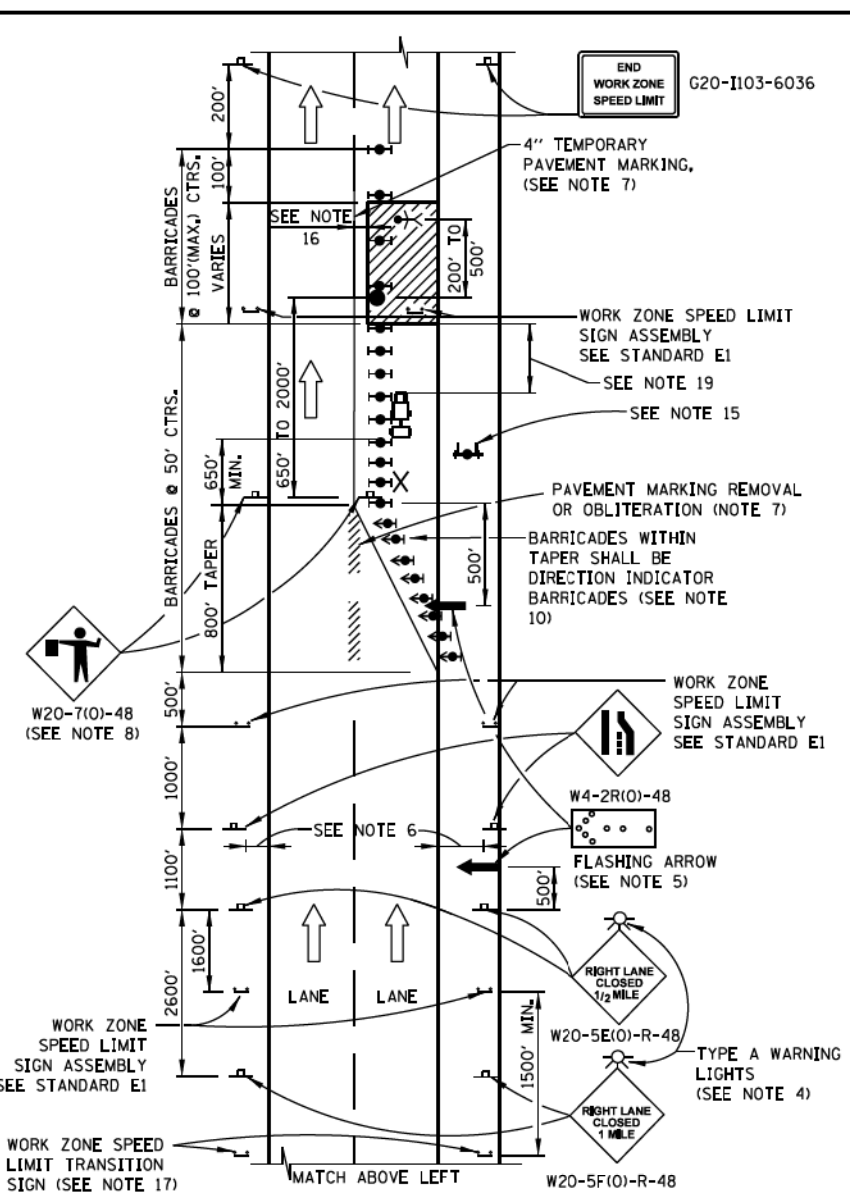 END
WORK ZONE
SPEED LIMIT
G20-I103-6036
200'
4" TEMPORARY
PAVEMENT MARKING,
(SEE NOTE 7)
BARRICADES
@ 100'(MAX.) CTRS.
100'
VARIES
SEE NOTE
16
200' TO
500'
WORK ZONE SPEED LIMIT
SIGN ASSEMBLY
SEE STANDARD E1
SEE NOTE 19
SEE NOTE 15
BARRICADES @ 50' CTRS.
650' TO 2000'
650'
MIN.
X
PAVEMENT MARKING REMOVAL
OR OBLITERATION (NOTE 7)
BARRICADES WITHIN
TAPER SHALL BE
DIRECTION INDICATOR
BARRICADES (SEE NOTE
10)
500'
800' TAPER
W20-7(O)-48
(SEE NOTE 8)
500'
WORK ZONE
SPEED LIMIT
SIGN ASSEMBLY
SEE STANDARD E1
1000'
W4-2R(O)-48
SEE NOTE 6
FLASHING ARROW
(SEE NOTE 5)
1100'
500'
1600'
2600'
RIGHT LANE
CLOSED
1/2 MILE
W20-5E(O)-R-48
LANE LANE
WORK ZONE
SPEED LIMIT
SIGN ASSEMBLY
SEE STANDARD E1
1500' MIN.
TYPE A WARNING
LIGHTS
(SEE NOTE 4)
RIGHT LANE
CLOSED
1 MILE
W20-5F(O)-R-48
WORK ZONE SPEED
LIMIT TRANSITION
SIGN (SEE NOTE 17)
MATCH ABOVE LEFT